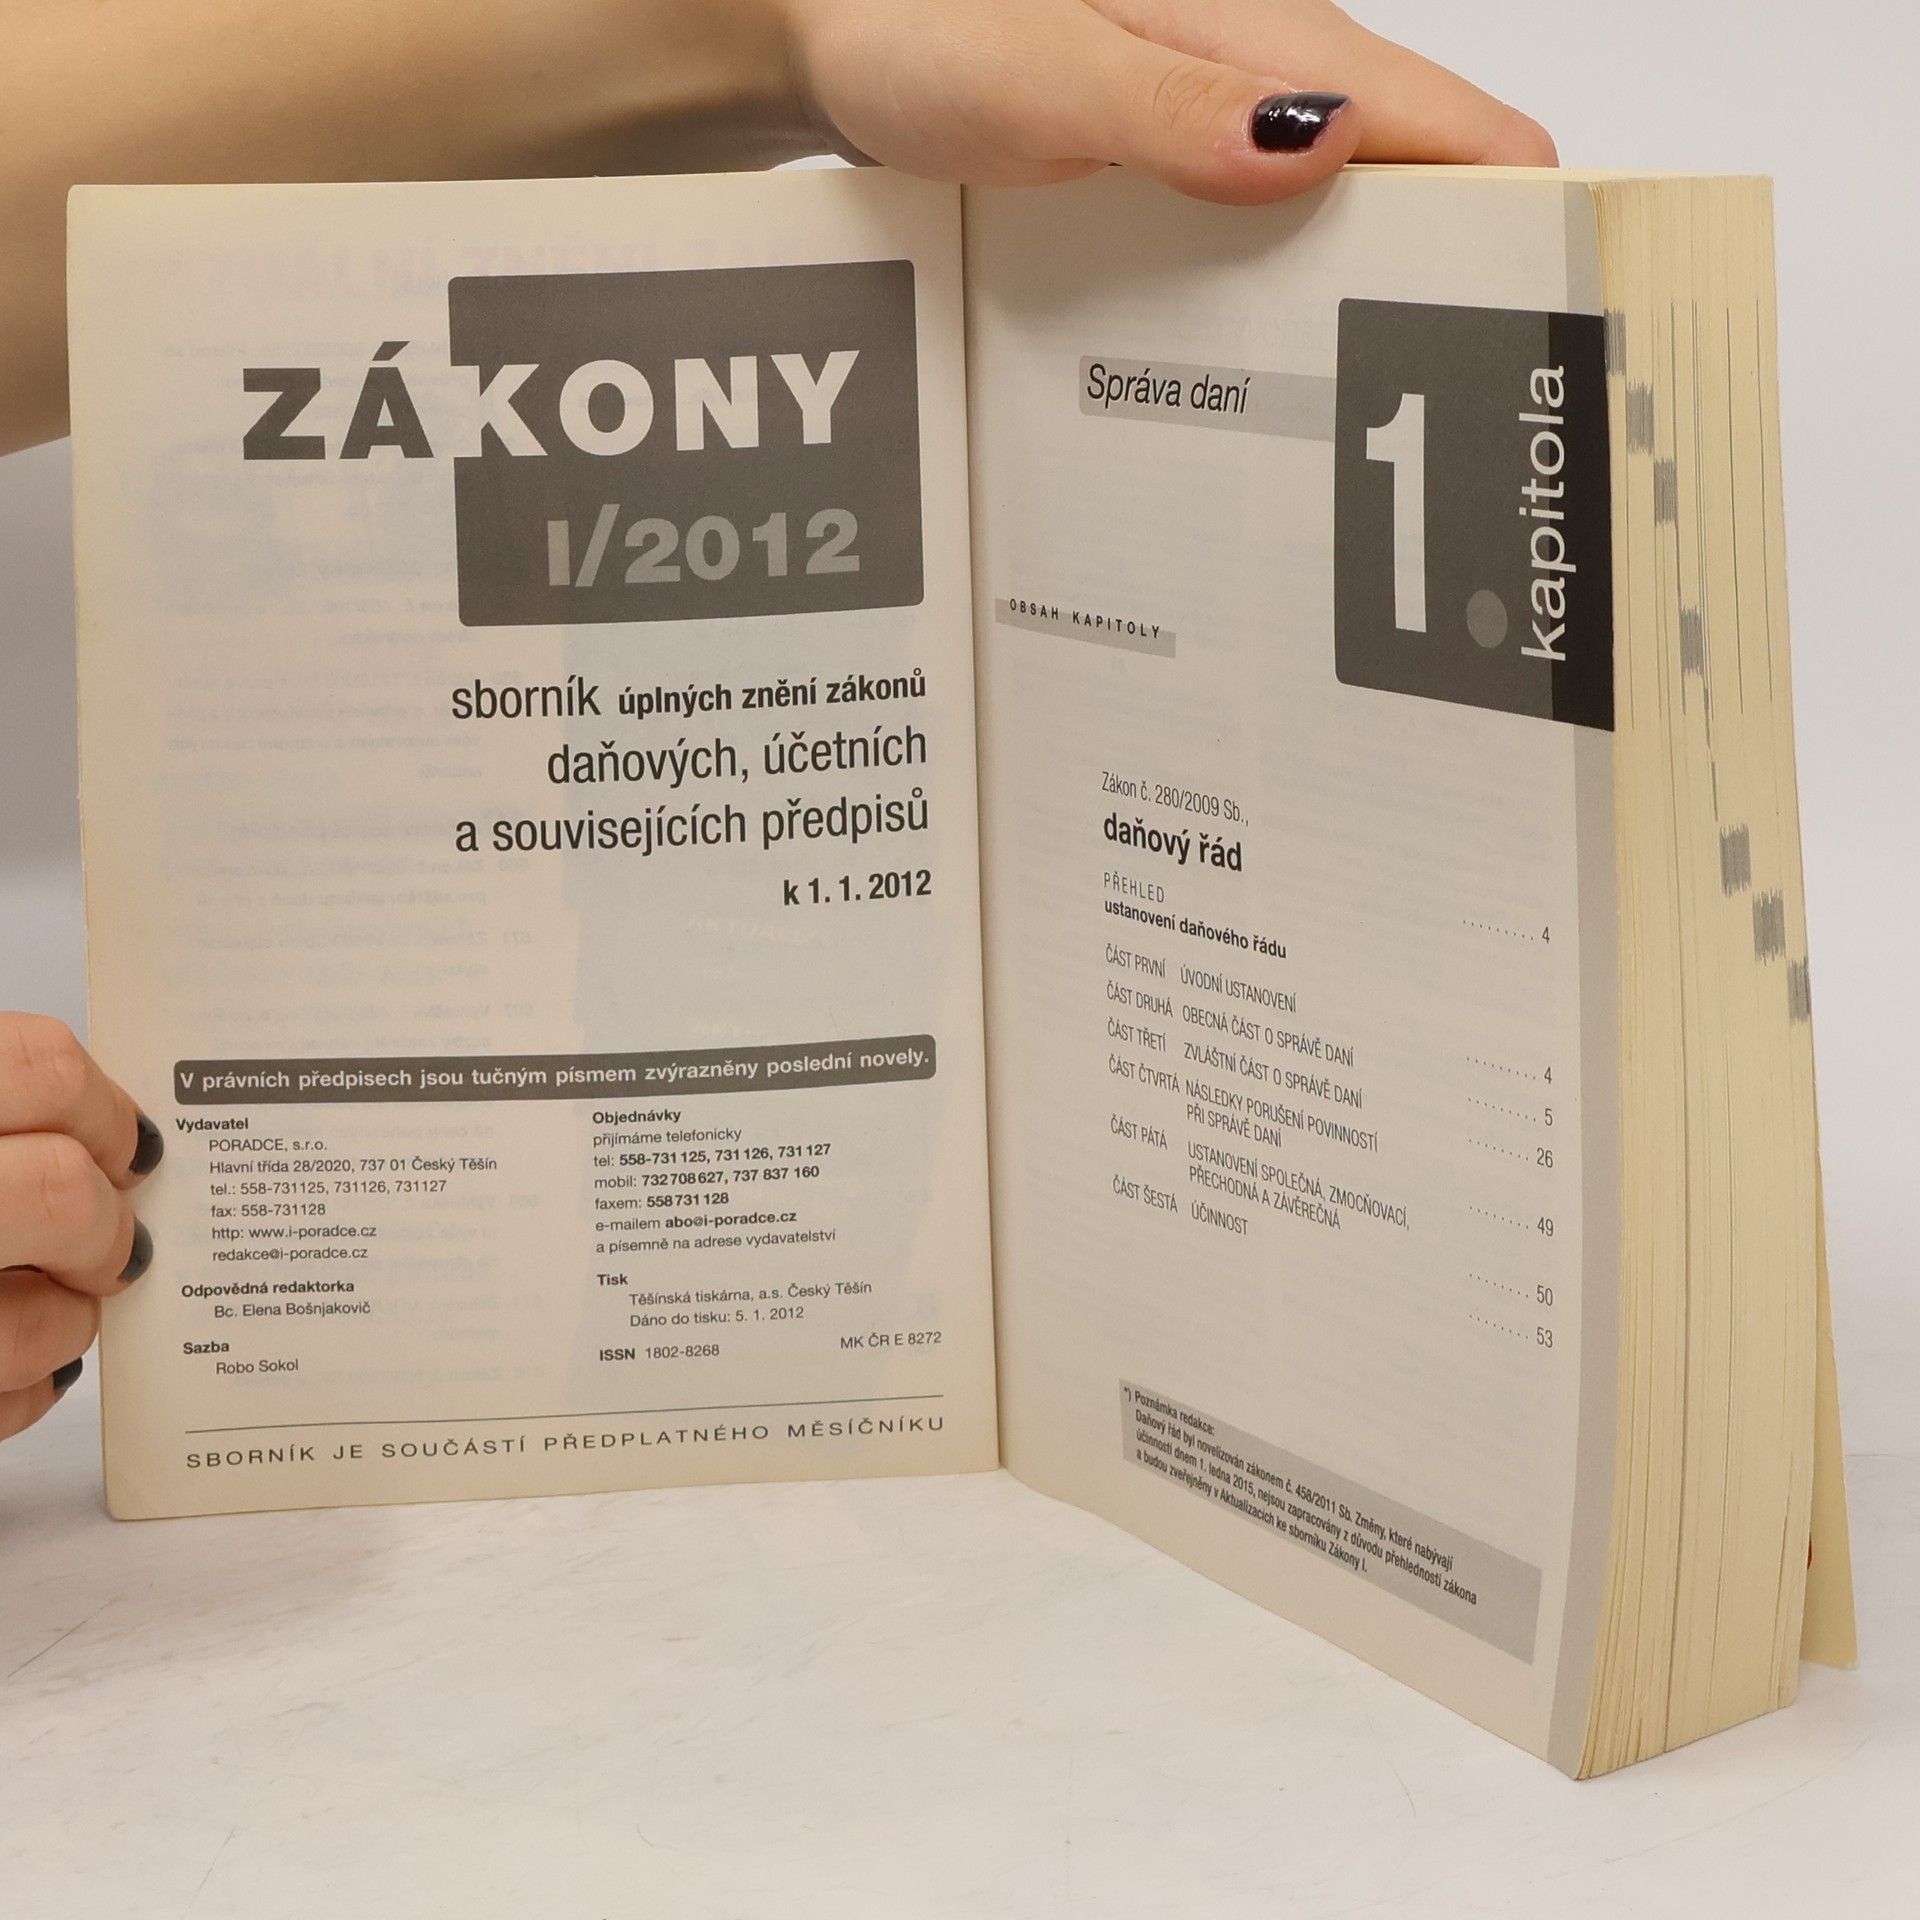 ZÁKONY
I/2012
sborník úplných znění zákonů
daňových, účetních
a souvisejících předpisů
k 1. 1. 2012
V právních předpisech jsou tučným písmem zvýrazněny poslední novely.
Vydavatel
PORADCE, s.r.o.
Hlavní třída 28/2020, 737 01 Český Těšín
tel.: 558-731125, 731126, 731127
fax: 558-731128
http: www.i-poradce.cz
redakce@i-poradce.cz
Odpovědná redaktorka
Bc. Elena Bošnjakovič
Sazba
Robo Sokol
Objednávky
přijímáme telefonicky
tel: 558-731 125, 731 126, 731 127
mobil: 732 708 627, 737 837 160
faxem: 558 731 128
e-mailem abo@i-poradce.cz
a písemně na adrese vydavatelství
Tisk
Těšínská tiskárna, a.s. Český Těšín
Dáno do tisku: 5. 1. 2012
ISSN 1802-8268 MK ČR E 8272
SBORNÍK JE SOUČÁSTÍ PŘEDPLATNÉHO MĚSÍČNÍKU
Správa daní
1. kapitola
OBSAH KAPITOLY
Zákon č. 280/2009 Sb.,
daňový řád
PŘEHLED
ustanovení daňového řádu ......... 4
ČÁST PRVNÍ ÚVODNÍ USTANOVENÍ ......... 4
ČÁST DRUHÁ OBECNÁ ČÁST O SPRÁVĚ DANÍ ......... 5
ČÁST TŘETÍ ZVLÁŠTNÍ ČÁST O SPRÁVĚ DANÍ ......... 26
ČÁST ČTVRTÁ NÁSLEDKY PORUŠENÍ POVINNOSTÍ
PŘI SPRÁVĚ DANÍ ......... 49
ČÁST PÁTÁ USTANOVENÍ SPOLEČNÁ, ZMOCŇOVACÍ,
PŘECHODNÁ A ZÁVĚREČNÁ ......... 50
ČÁST ŠESTÁ ÚČINNOST ......... 53
*) Poznámka redakce:
Daňový řád byl novelizován zákonem č. 458/2011 Sb. Změny, které nabývají
účinnosti dnem 1. ledna 2015, nejsou zapracovány z důvodu přehlednosti zákona
a budou zveřejněny v Aktualizacích ke sborníku Zákony I.